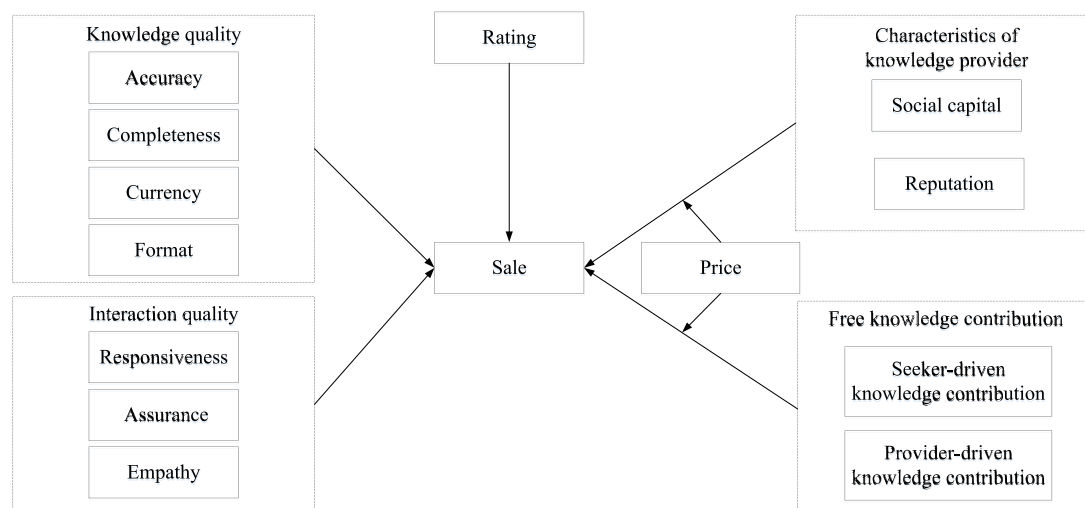 Knowledge quality
Accuracy
Completeness
Currency
Format
Interaction quality
Responsiveness
Assurance
Empathy
Rating
Sale
Price
Characteristics of
knowledge provider
Social capital
Reputation
Free knowledge contribution
Seeker-driven
knowledge contribution
Provider-driven
knowledge contribution